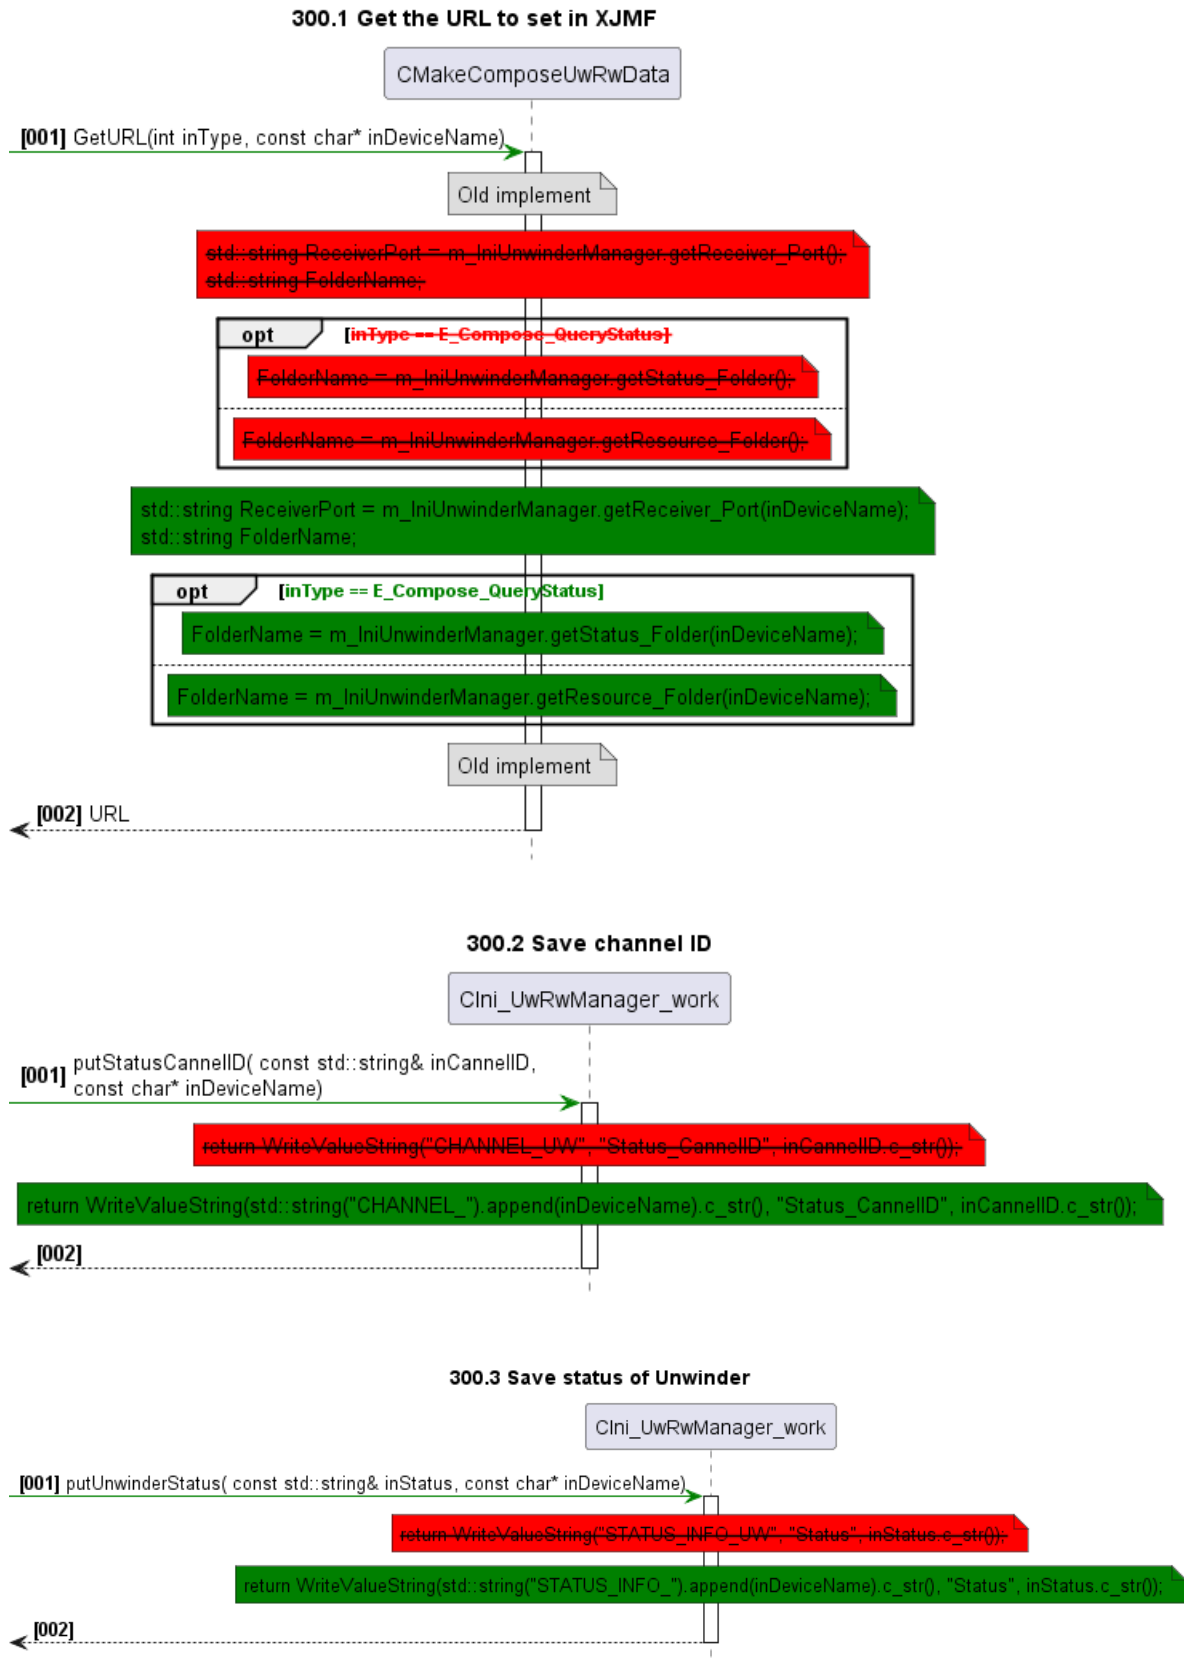 300.1 Get the URL to set in XJMF
CMakeComposeUwRwData
[001] GetURL(int inType, const char* inDeviceName)
Old implement
std::string ReceiverPort = m_IniUnwinderManager.getReceiver_Port();
std::string FolderName;
opt [inType == E_Compose_QueryStatus]
FolderName = m_IniUnwinderManager.getStatus_Folder();
FolderName = m_IniUnwinderManager.getResource_Folder();
std::string ReceiverPort = m_IniUnwinderManager.getReceiver_Port(inDeviceName);
std::string FolderName;
opt [inType == E_Compose_QueryStatus]
FolderName = m_IniUnwinderManager.getStatus_Folder(inDeviceName);
FolderName = m_IniUnwinderManager.getResource_Folder(inDeviceName);
Old implement
[002] URL
300.2 Save channel ID
CIni_UwRwManager_work
[001] putStatusCannelID( const std::string& inCannelID,
const char* inDeviceName)
return WriteValueString("CHANNEL_UW", "Status_CannelID", inCannelID.c_str());
return WriteValueString(std::string("CHANNEL_").append(inDeviceName).c_str(), "Status_CannelID", inCannelID.c_str());
[002]
300.3 Save status of Unwinder
CIni_UwRwManager_work
[001] putUnwinderStatus( const std::string& inStatus, const char* inDeviceName)
return WriteValueString("STATUS_INFO_UW", "Status", inStatus.c_str());
return WriteValueString(std::string("STATUS_INFO_").append(inDeviceName).c_str(), "Status", inStatus.c_str());
[002]